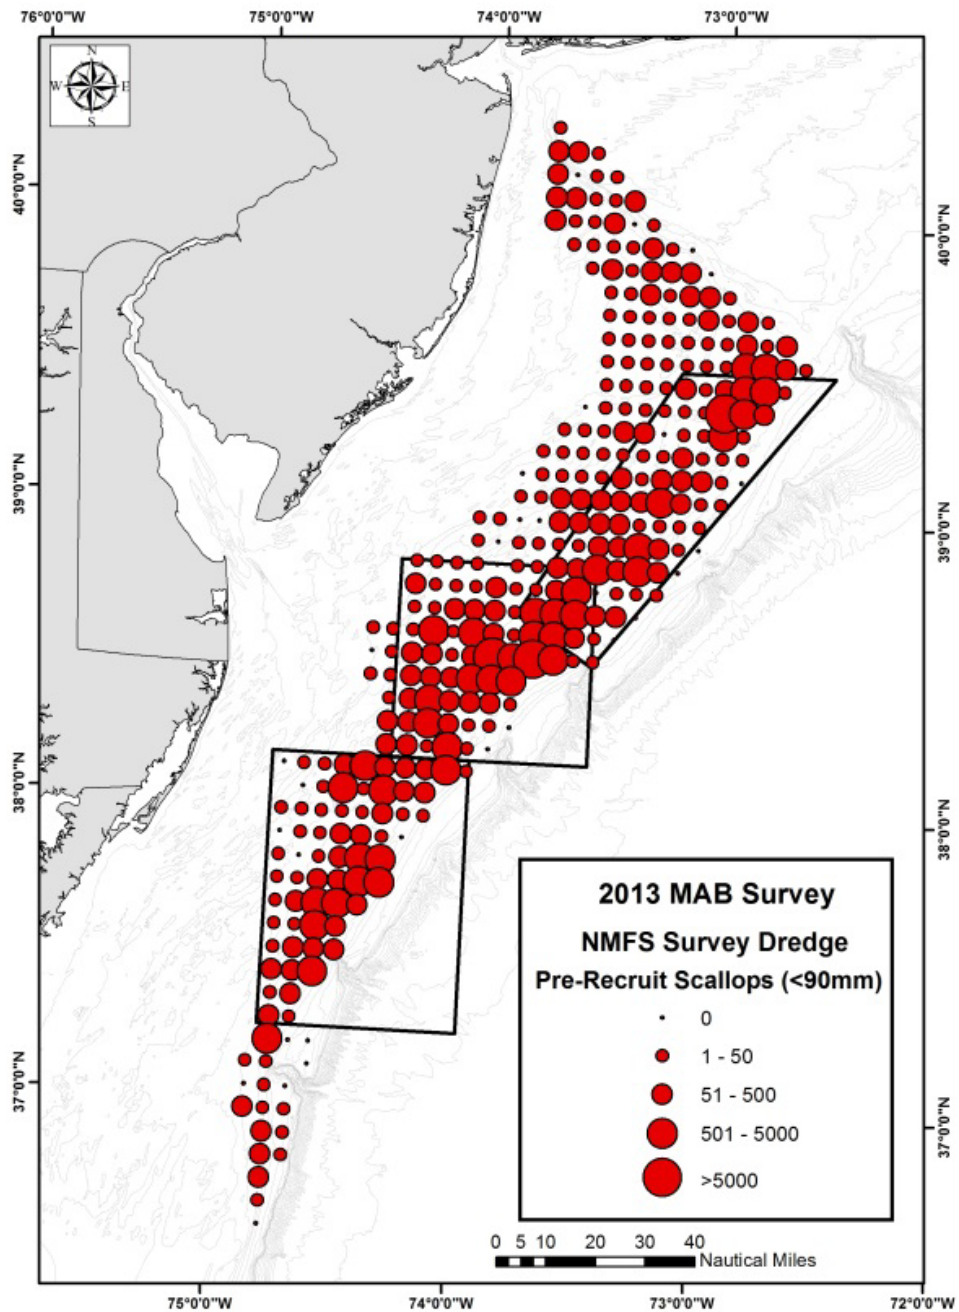 76°0'0"W 75°0'0"W 74°0'0"W 73°0'0"W
N
W E
S
40°0'0"N
40°0'0"N
39°0'0"N
39°0'0"N
38°0'0"N
38°0'0"N
37°0'0"N
37°0'0"N
2013 MAB Survey
NMFS Survey Dredge
Pre-Recruit Scallops (<90mm)
0
1 - 50
51 - 500
501 - 5000
>5000
0 5 10 20 30 40
Nautical Miles
75°0'0"W 74°0'0"W 73°0'0"W 72°0'0"W